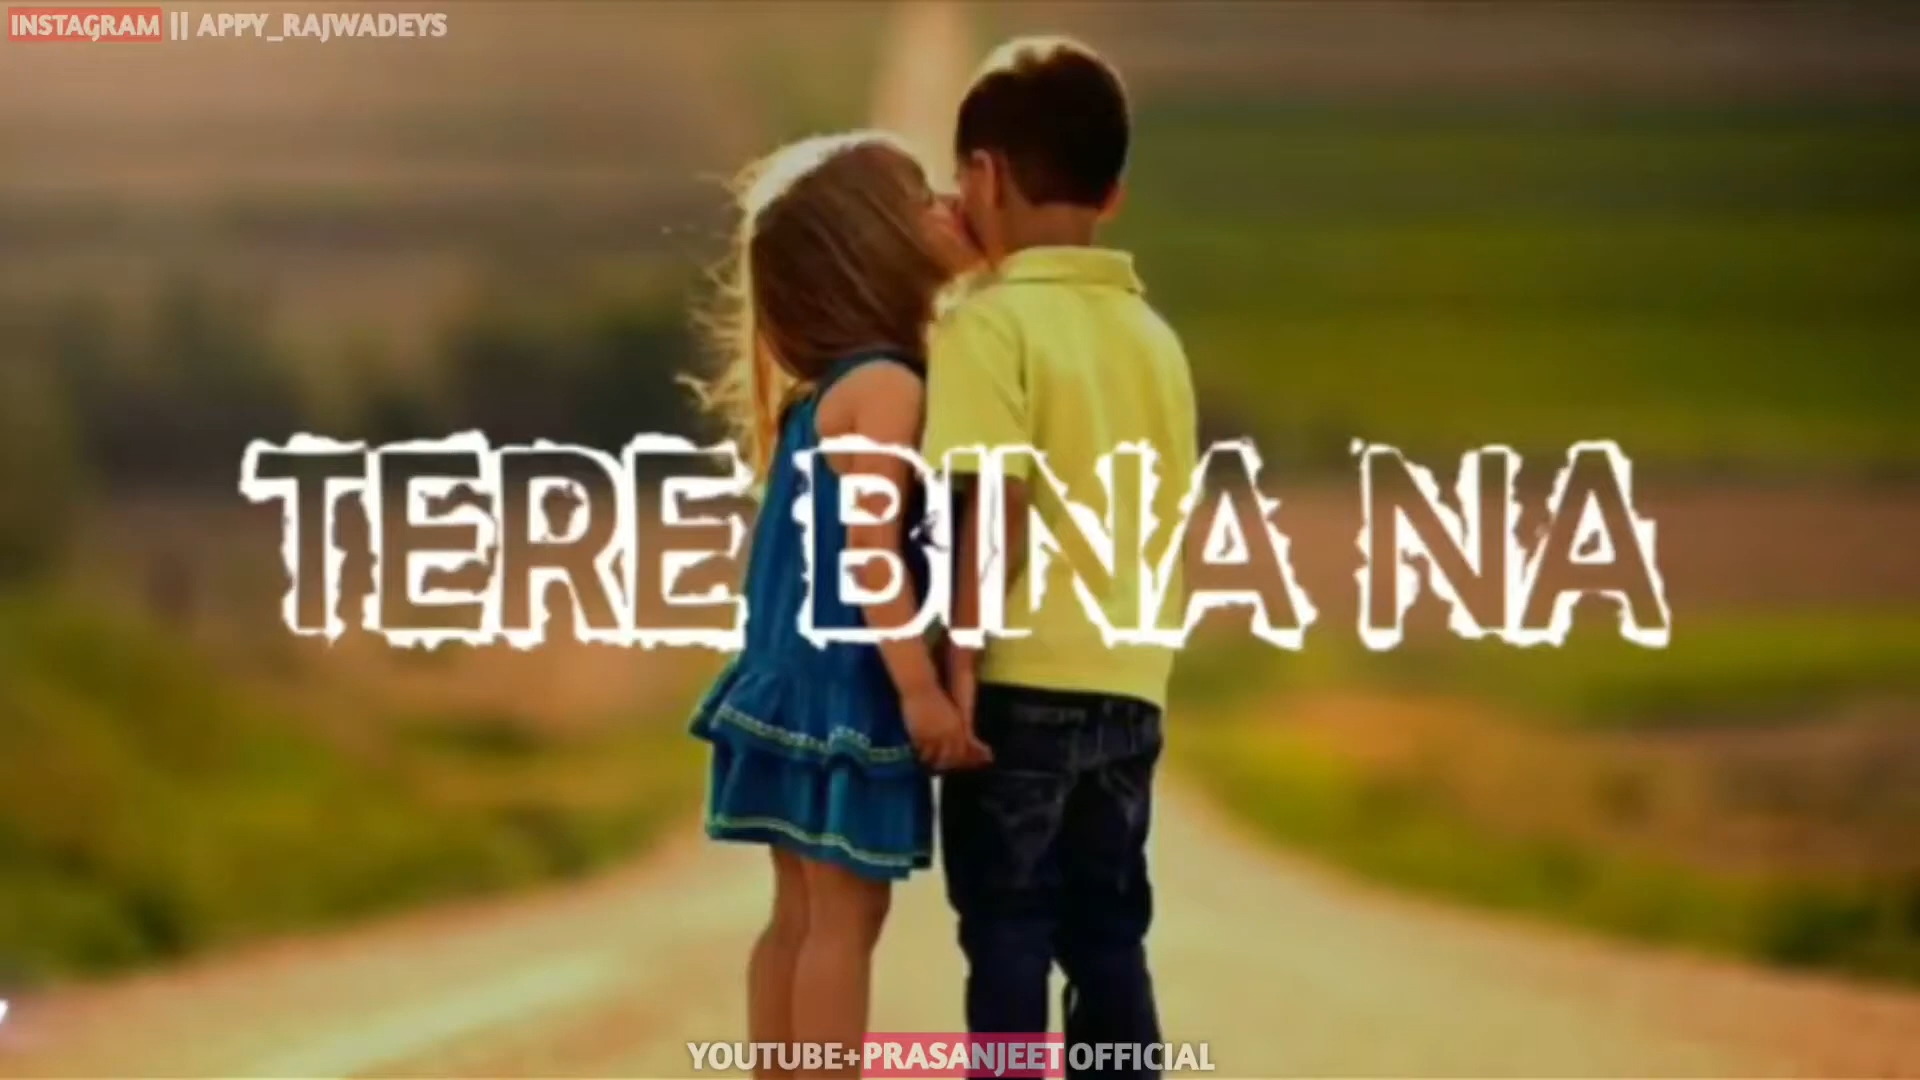 INSTAGRAM || APPY_RAJWADEYS
TERE BINA NA
YOUTUBE+PRASANJEET OFFICIAL